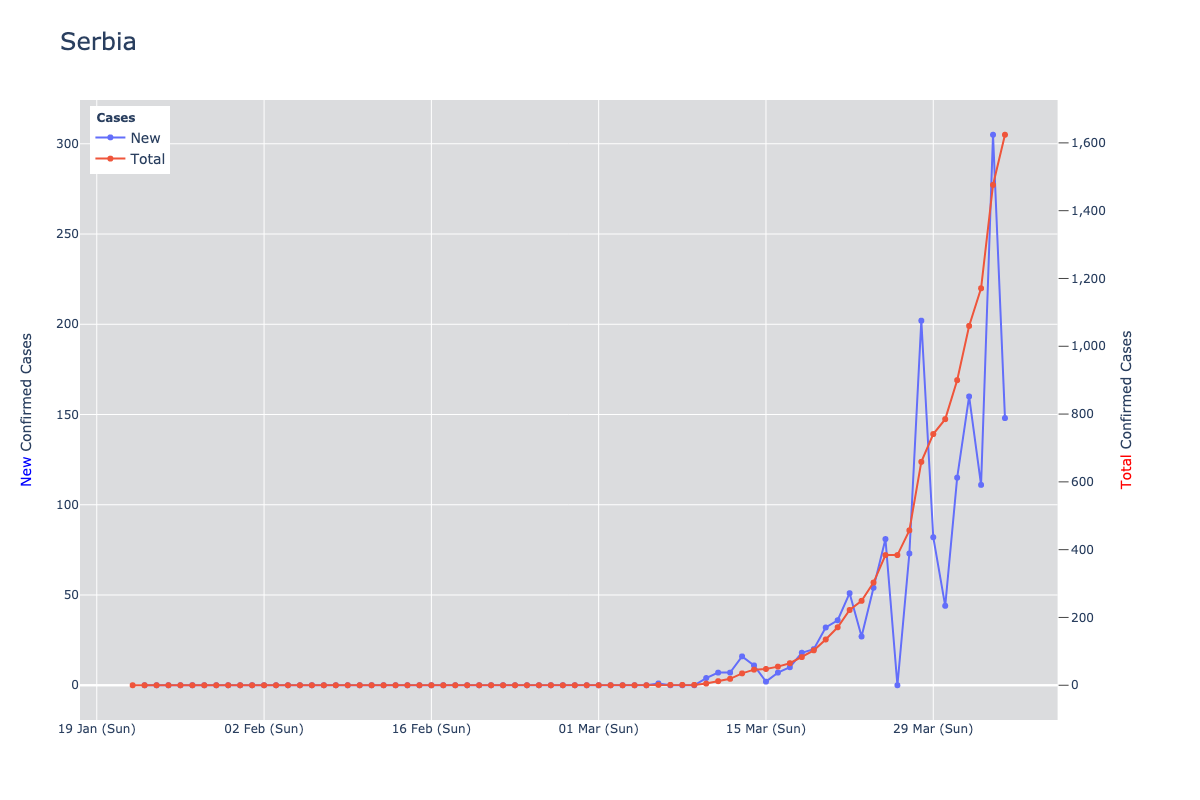 Serbia
Cases
New
Total
300
250
200
150
100
50
0
1,600
1,400
1,200
1,000
800
600
400
200
0
New Confirmed Cases
Total Confirmed Cases
19 Jan (Sun)
02 Feb (Sun)
16 Feb (Sun)
01 Mar (Sun)
15 Mar (Sun)
29 Mar (Sun)